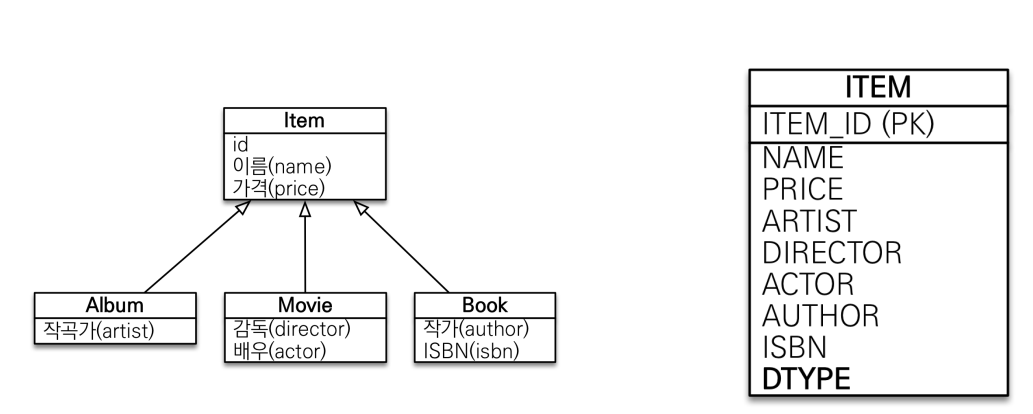 Item
id
이름(name)
가격(price)
Album
작곡가(artist)
Movie
감독(director)
배우(actor)
Book
작가(author)
ISBN(isbn)
ITEM
ITEM_ID (PK)
NAME
PRICE
ARTIST
DIRECTOR
ACTOR
AUTHOR
ISBN
DTYPE